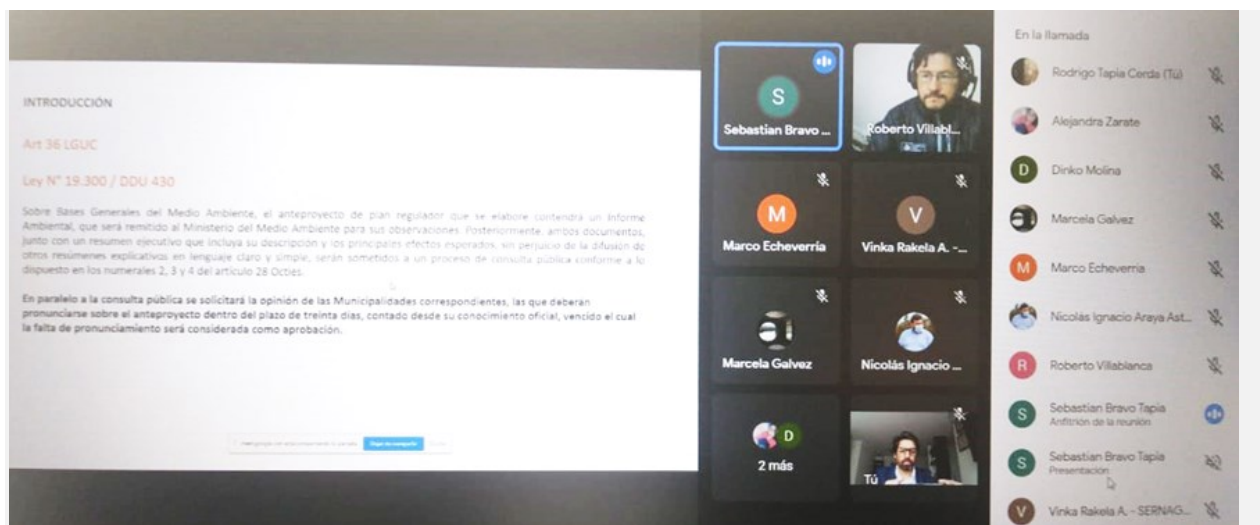 INTRODUCCIÓN
Art 36 LGUC
Ley N° 19.300 / DDU 430
Sobre Bases Generales del Medio Ambiente, el anteproyecto de plan regulador que se elabore contendrá un Informe
Ambiental, que será remitido al Ministerio del Medio Ambiente para sus observaciones. Posteriormente, ambos documentos,
junto con un resumen ejecutivo que incluya su descripción y los principales efectos esperados, sin perjuicio de la difusión de
otros resúmenes explicativos en lenguaje claro y simple, serán sometidos a un proceso de consulta pública conforme a lo
dispuesto en los numerales 2, 3 y 4 del artículo 28 Octies.
En paralelo a la consulta pública se solicitará la opinión de las Municipalidades correspondientes, las que deberán
pronunciarse sobre el anteproyecto dentro del plazo de treinta días, contado desde su conocimiento oficial, vencido el cual
la falta de pronunciamiento será considerada como aprobación.
S
Sebastian Bravo ...
Roberto Villabl...
M
Marco Echeverría
V
Vinka Rakela A. -...
Marcela Galvez
Nicolás Ignacio ...
D
2 más
Tú
En la llamada
Rodrigo Tapia Cerda (Tú)
Alejandra Zarate
D
Dinko Molina
Marcela Galvez
M
Marco Echeverría
Nicolás Ignacio Araya Ast...
R
Roberto Villablanca
S
Sebastian Bravo Tapia
Anfitrión de la reunión
S
Sebastian Bravo Tapia
Presentación
V
Vinka Rakela A. - SERNAG...